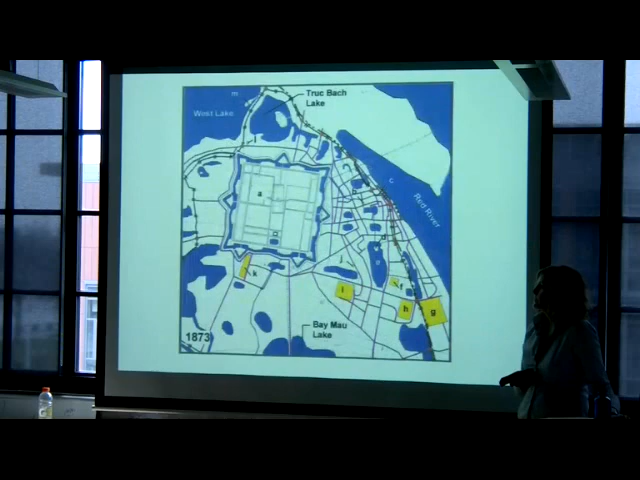 m
Truc Bach
Lake
West Lake
c
a
Red River
d
e
j
k
f
i
h
g
Bay Mau
Lake
1873